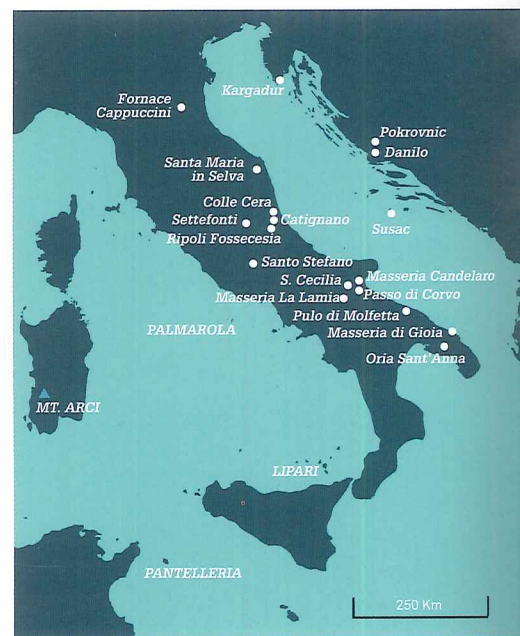 Kargadur
Fornace
Cappuccini
Pokrovnic
Danilo
Santa Maria
in Selva
Colle Cera
Settefonti
Catignano
Ripoli Fossecesia
Susac
Santo Stefano
S. Cecilia
Masseria Candelaro
Masseria La Lamia
Passo di Corvo
Pulo di Molfetta
PALMAROLA
Masseria di Gioia
Oria Sant'Anna
MT. ARCI
LIPARI
PANTELLERIA
250 Km